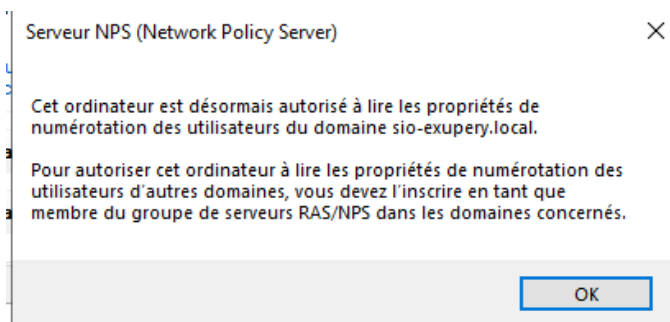 Serveur NPS (Network Policy Server)
Cet ordinateur est désormais autorisé à lire les propriétés de
numérotation des utilisateurs du domaine sio-exupery.local.
Pour autoriser cet ordinateur à lire les propriétés de numérotation des
utilisateurs d'autres domaines, vous devez l'inscrire en tant que
membre du groupe de serveurs RAS/NPS dans les domaines concernés.
OK